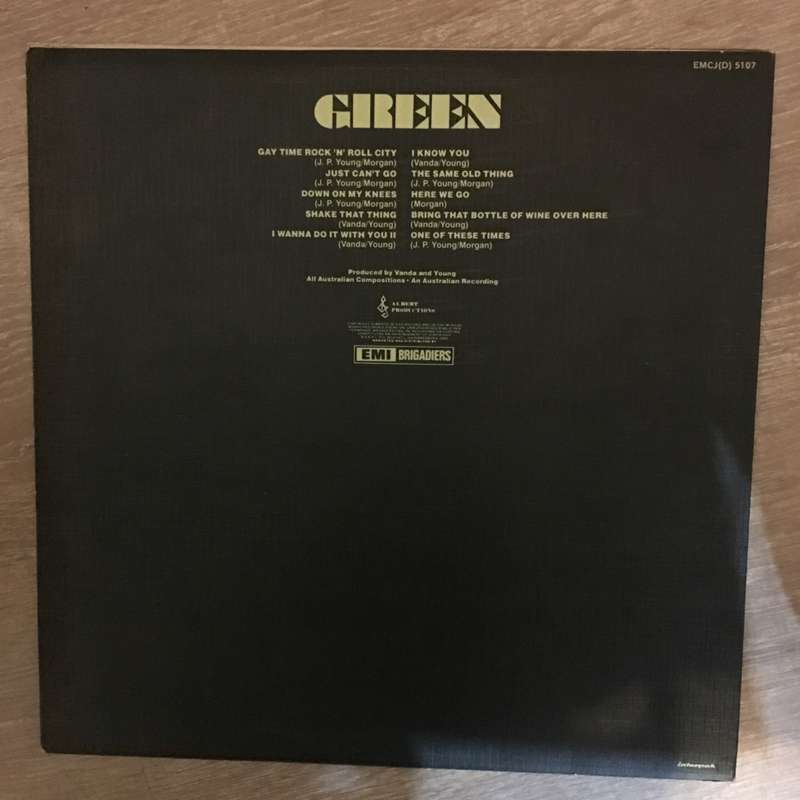 EMCJ(D) 5107
GREEN
GAY TIME ROCK 'N' ROLL CITY
(J. P. Young/Morgan)
JUST CAN'T GO
(J. P. Young/Morgan)
DOWN ON MY KNEES
(J. P. Young/Morgan)
SHAKE THAT THING
(Vanda/Young)
I WANNA DO IT WITH YOU II
(Vanda/Young)
I KNOW YOU
(Vanda/Young)
THE SAME OLD THING
(J. P. Young/Morgan)
HERE WE GO
(Morgan)
BRING THAT BOTTLE OF WINE OVER HERE
(Vanda/Young)
ONE OF THESE TIMES
(J. P. Young/Morgan)
Produced by Vanda and Young
All Australian Compositions - An Australian Recording
ALBERT
PRODUCTIONS
MARKETED AND DISTRIBUTED BY
EMI BRIGADIERS